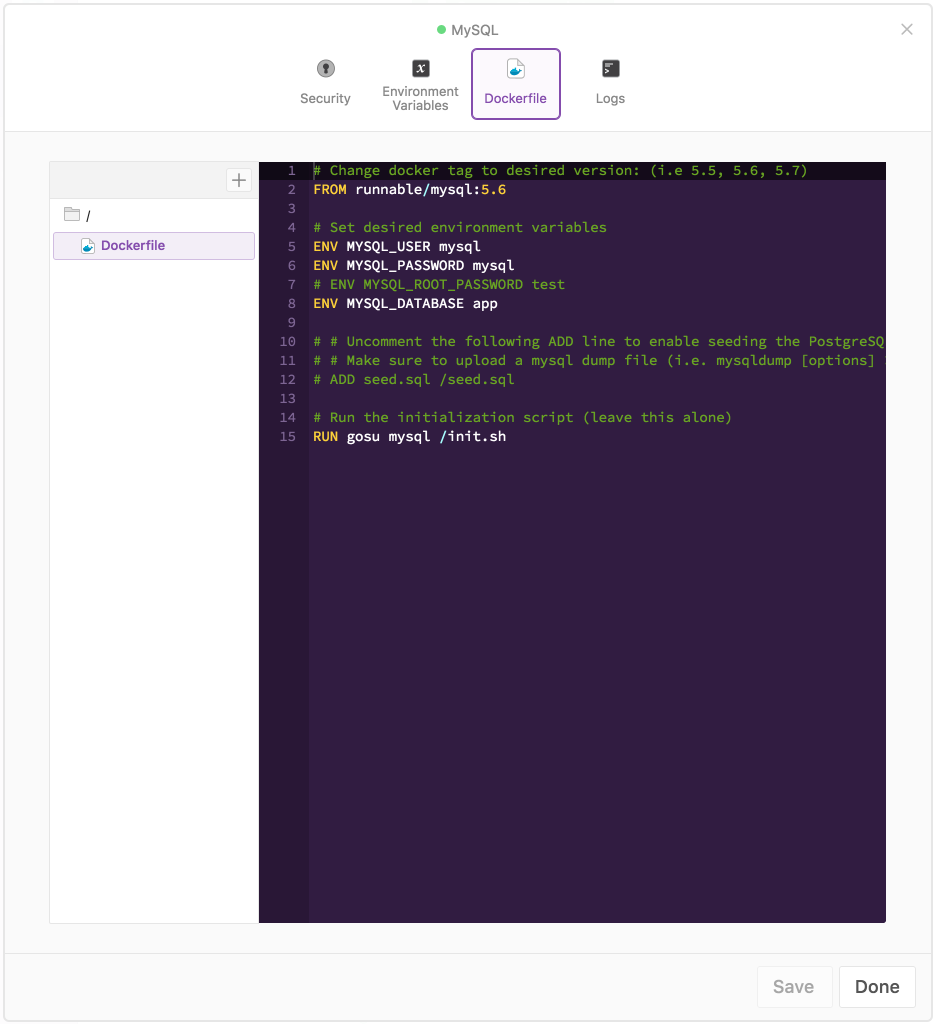 MySQL
Security
Environment
Variables
Dockerfile
Logs
/
Dockerfile
1 # Change docker tag to desired version: (i.e 5.5, 5.6, 5.7)
2 FROM runnable/mysql:5.6
3
4 # Set desired environment variables
5 ENV MYSQL_USER mysql
6 ENV MYSQL_PASSWORD mysql
7 # ENV MYSQL_ROOT_PASSWORD test
8 ENV MYSQL_DATABASE app
9
10 # # Uncomment the following ADD line to enable seeding the PostgreSQ
11 # # Make sure to upload a mysql dump file (i.e. mysqldump [options]
12 # ADD seed.sql /seed.sql
13
14 # Run the initialization script (leave this alone)
15 RUN gosu mysql /init.sh
Save
Done